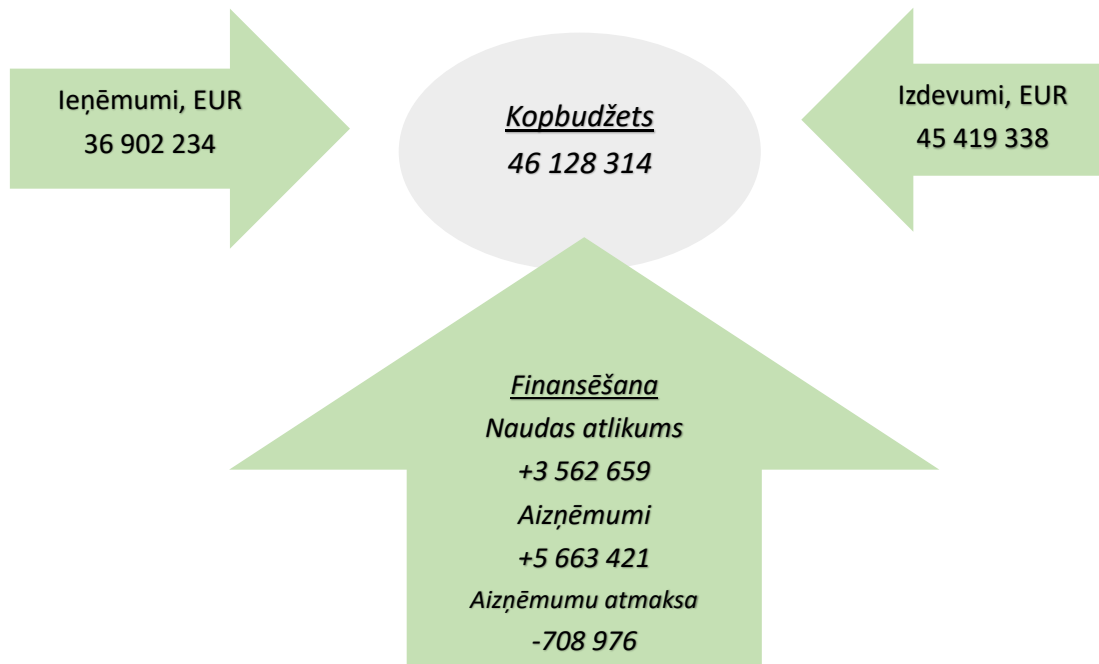 Ieņēmumi, EUR
36 902 234
Kopbudžets
46 128 314
Izdevumi, EUR
45 419 338
Finansēšana
Naudas atlikums
+3 562 659
Aizņēmumi
+5 663 421
Aizņēmumu atmaksa
-708 976